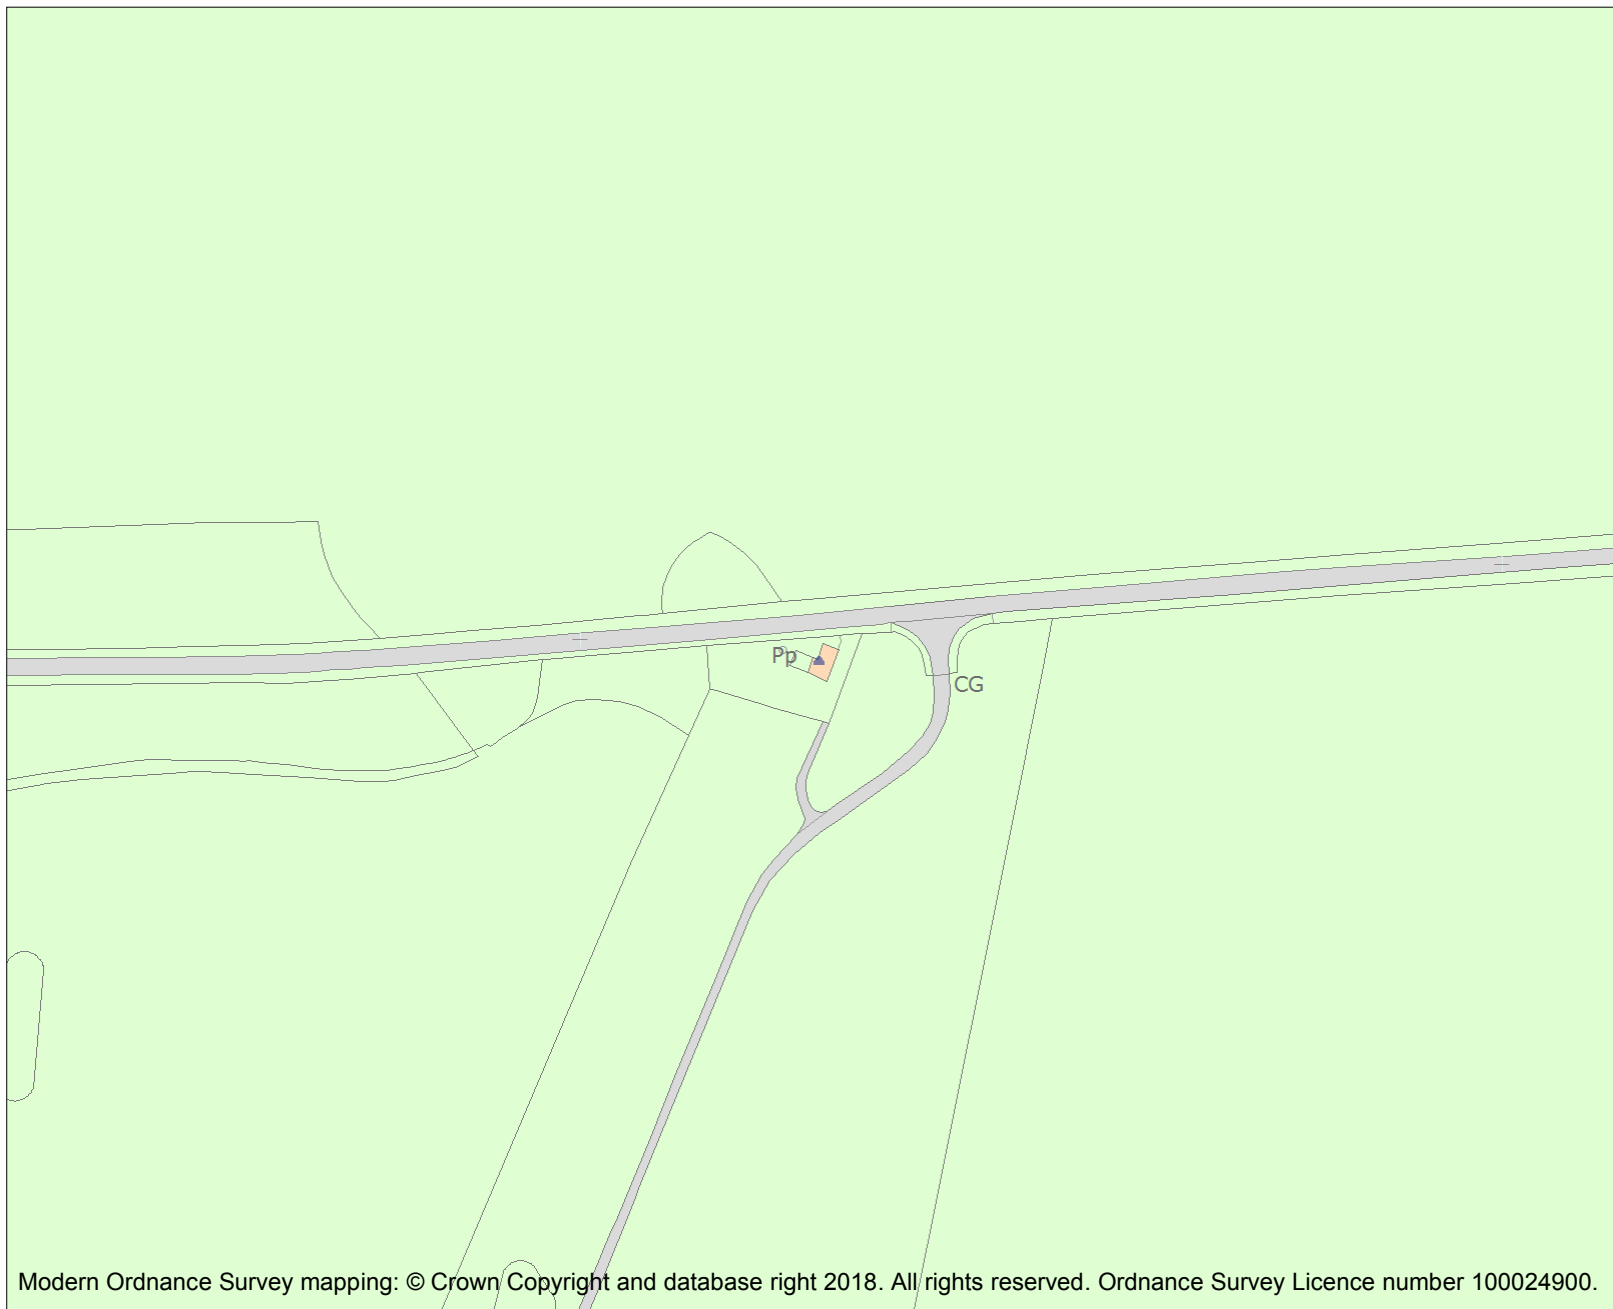 Pp
CG
Modern Ordnance Survey mapping: © Crown Copyright and database right 2018. All rights reserved. Ordnance Survey Licence number 100024900.